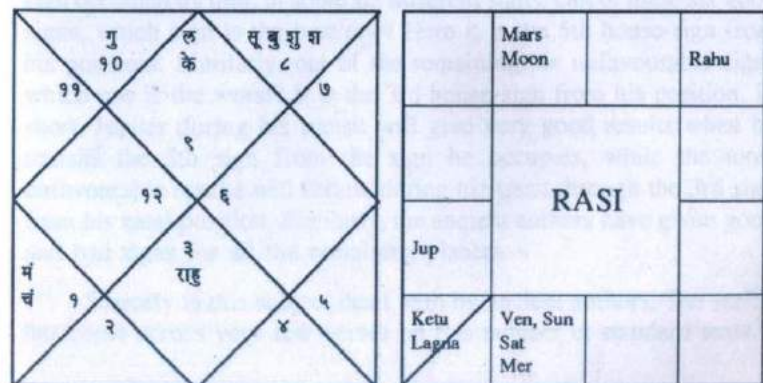 गु ल सू बु शु श
१० के
११ ७
९
१२ ६
३
राहु
मं
चं १ ५
२ ४
Mars
Moon Rahu
RASI
Jup
Ketu Ven Sun
Lagna Sat
Mer